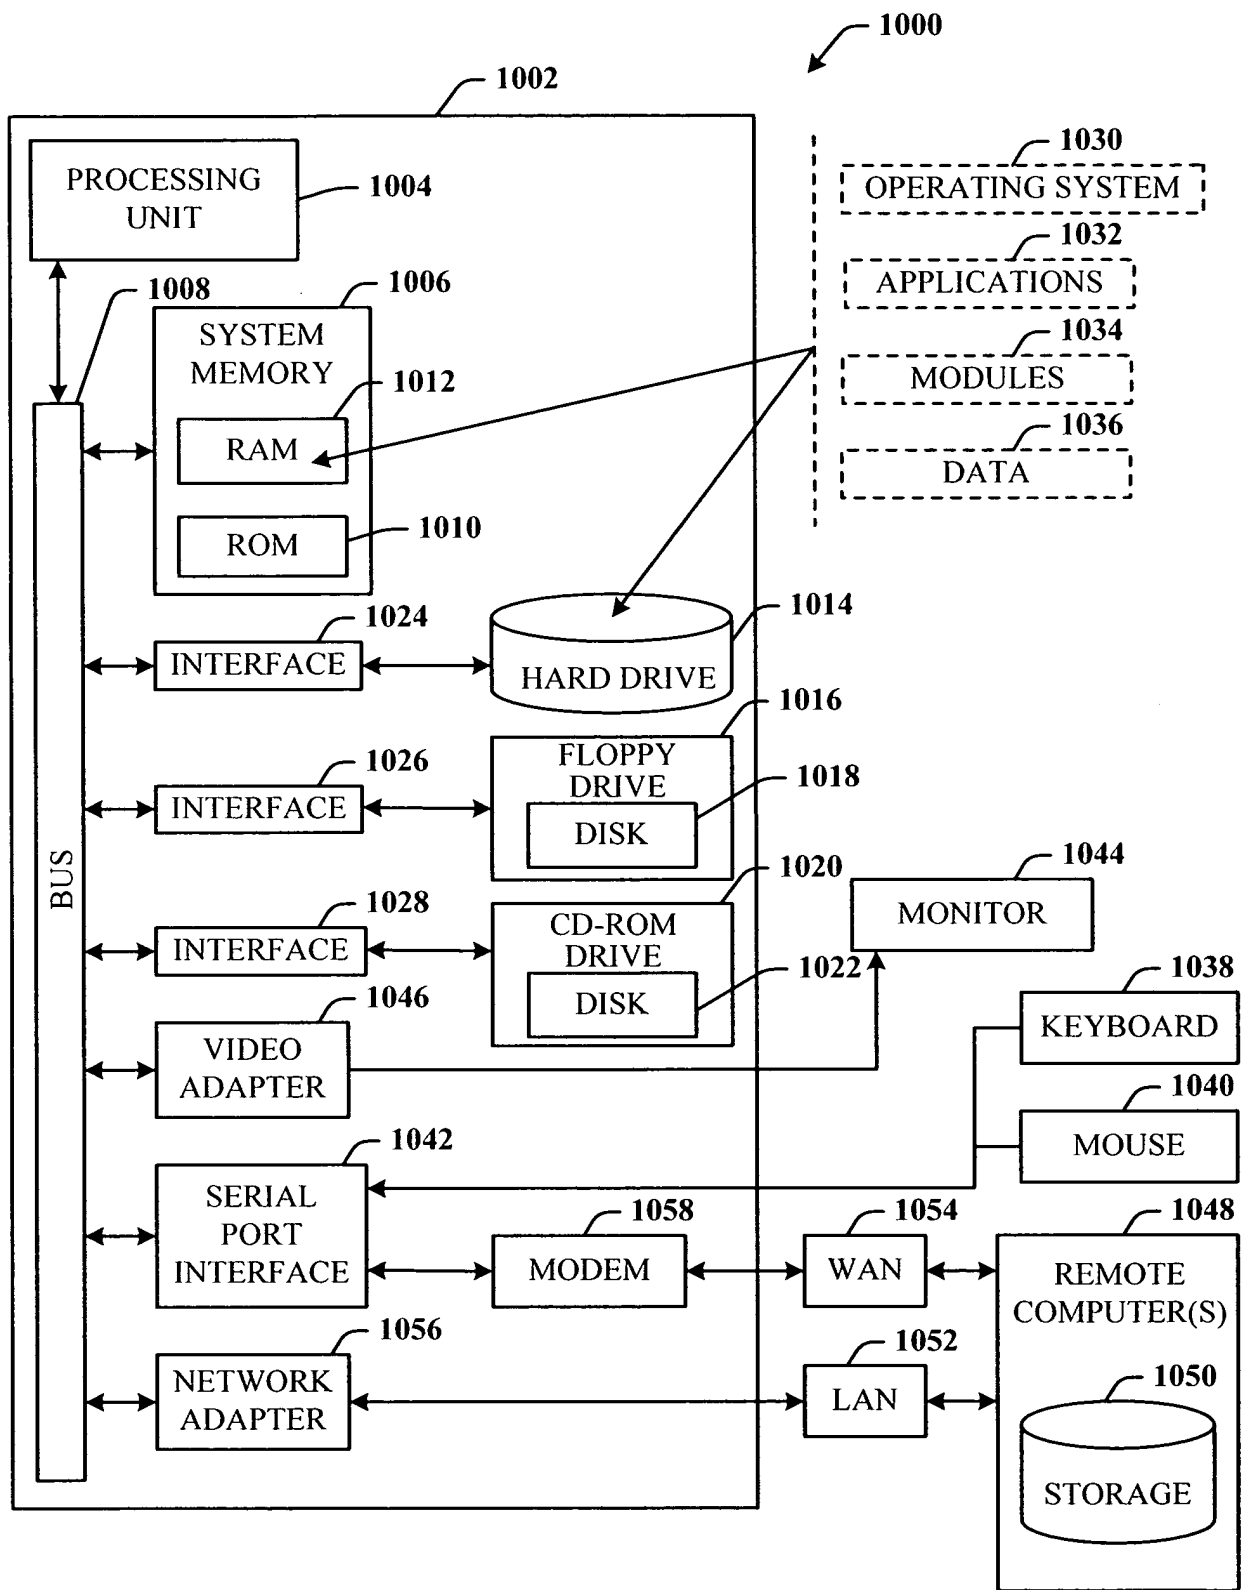 1000
1002
PROCESSING
UNIT
1004
1030
OPERATING SYSTEM
1032
APPLICATIONS
1034
MODULES
1036
DATA
1008
1006
SYSTEM
MEMORY
1012
RAM
1010
ROM
BUS
1024
INTERFACE
1014
HARD DRIVE
1026
INTERFACE
1016
FLOPPY
DRIVE
1018
DISK
1028
INTERFACE
1020
CD-ROM
DRIVE
1022
DISK
1044
MONITOR
1046
VIDEO
ADAPTER
1038
KEYBOARD
1040
MOUSE
1042
SERIAL
PORT
INTERFACE
1058
MODEM
1054
WAN
1048
REMOTE
COMPUTER(S)
1056
NETWORK
ADAPTER
1052
LAN
1050
STORAGE